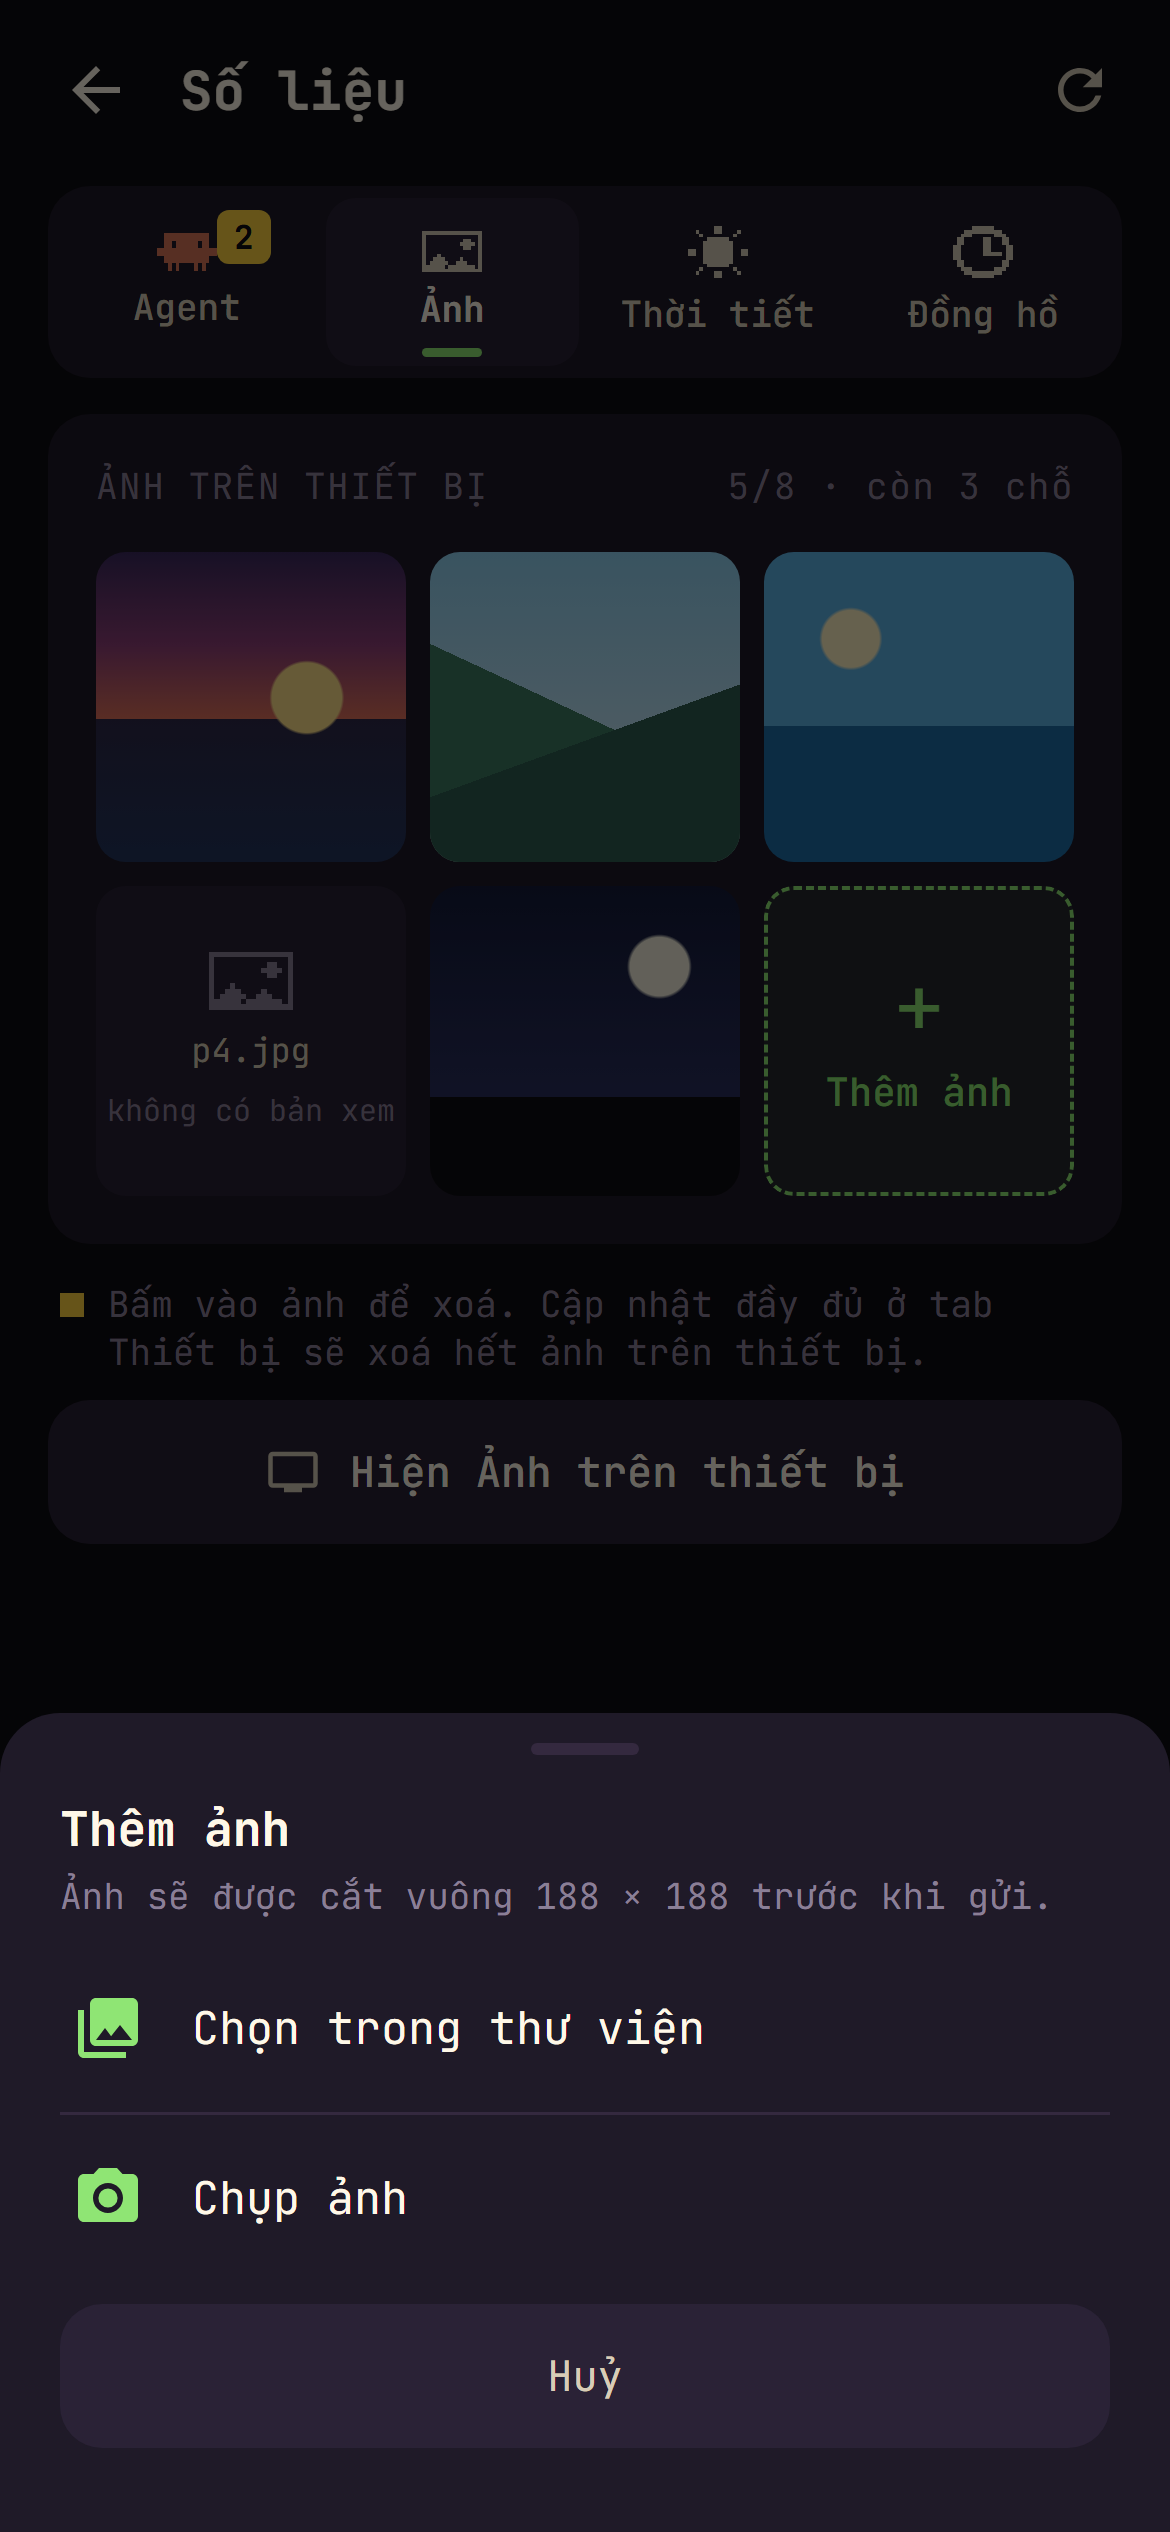 Số liệu
2
Agent
Ảnh
Thời tiết
Đồng hồ
ẢNH TRÊN THIẾT BỊ
5/8 · còn 3 chỗ
p4.jpg
không có bản xem
+
Thêm ảnh
Bấm vào ảnh để xoá. Cập nhật đầy đủ ở tab
Thiết bị sẽ xoá hết ảnh trên thiết bị.
Hiện Ảnh trên thiết bị
Thêm ảnh
Ảnh sẽ được cắt vuông 188 × 188 trước khi gửi.
Chọn trong thư viện
Chụp ảnh
Huỷ